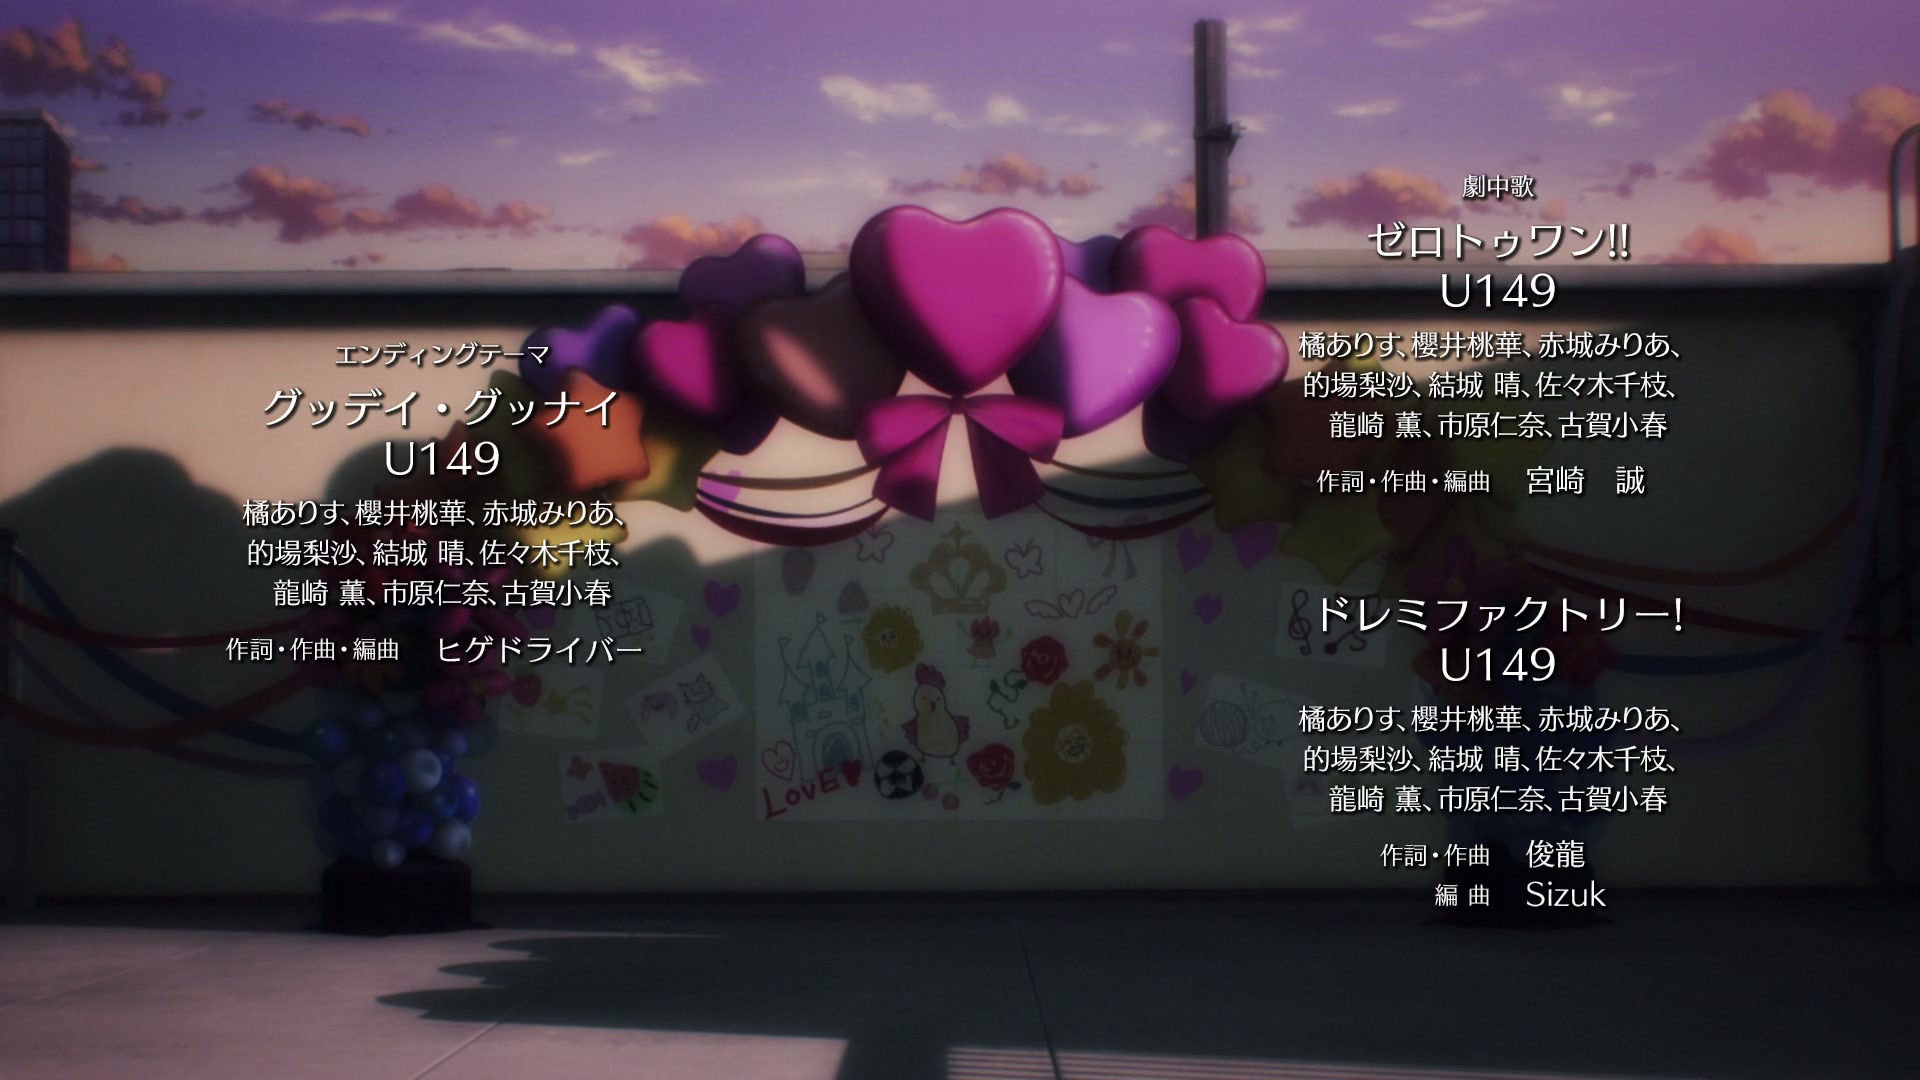 エンディングテーマ
グッデイ・グッナイ
U149
橘ありす、櫻井桃華、赤城みりあ、
的場梨沙、結城 晴、佐々木千枝、
龍崎 薫、市原仁奈、古賀小春
作詞・作曲・編曲　ヒゲドライバー
劇中歌
ゼロトゥワン!!
U149
橘ありす、櫻井桃華、赤城みりあ、
的場梨沙、結城 晴、佐々木千枝、
龍崎 薫、市原仁奈、古賀小春
作詞・作曲・編曲　宮崎　誠
ドレミファクトリー!
U149
橘ありす、櫻井桃華、赤城みりあ、
的場梨沙、結城 晴、佐々木千枝、
龍崎 薫、市原仁奈、古賀小春
作詞・作曲　俊龍
編 曲　Sizuk
LOVE